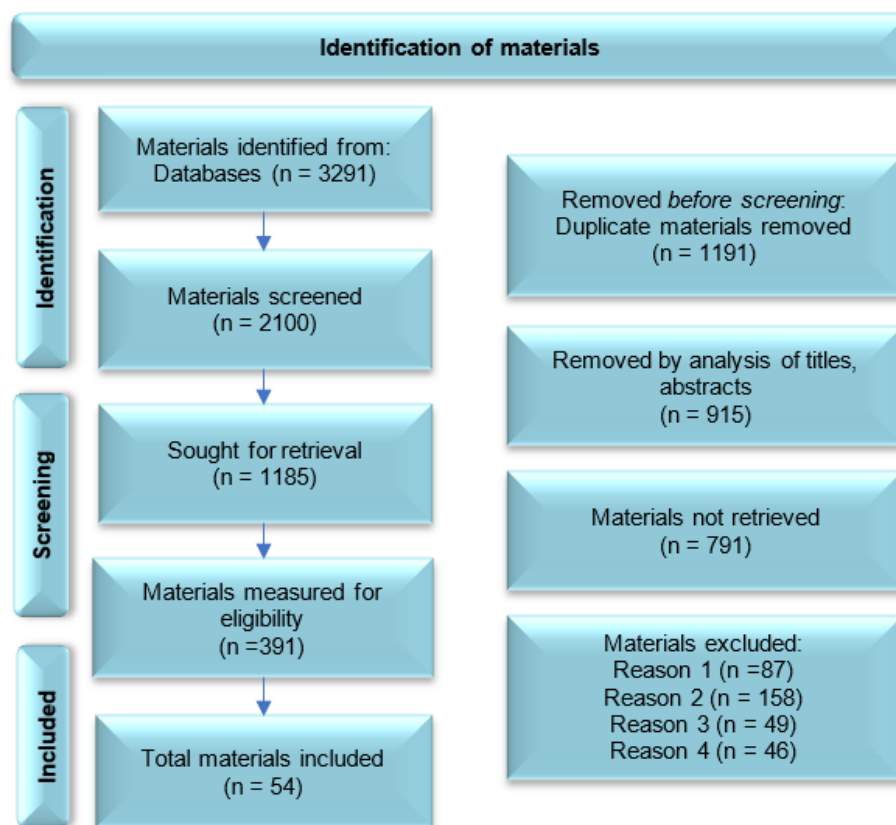 Identification of materials
Identification
Materials identified from:
Databases (n = 3291)
Materials screened
(n = 2100)
Removed before screening:
Duplicate materials removed
(n = 1191)
Removed by analysis of titles,
abstracts
(n = 915)
Screening
Sought for retrieval
(n = 1185)
Materials not retrieved
(n = 791)
Materials measured for
eligibility
(n =391)
Materials excluded:
Reason 1 (n =87)
Reason 2 (n = 158)
Reason 3 (n = 49)
Reason 4 (n = 46)
Included
Total materials included
(n = 54)